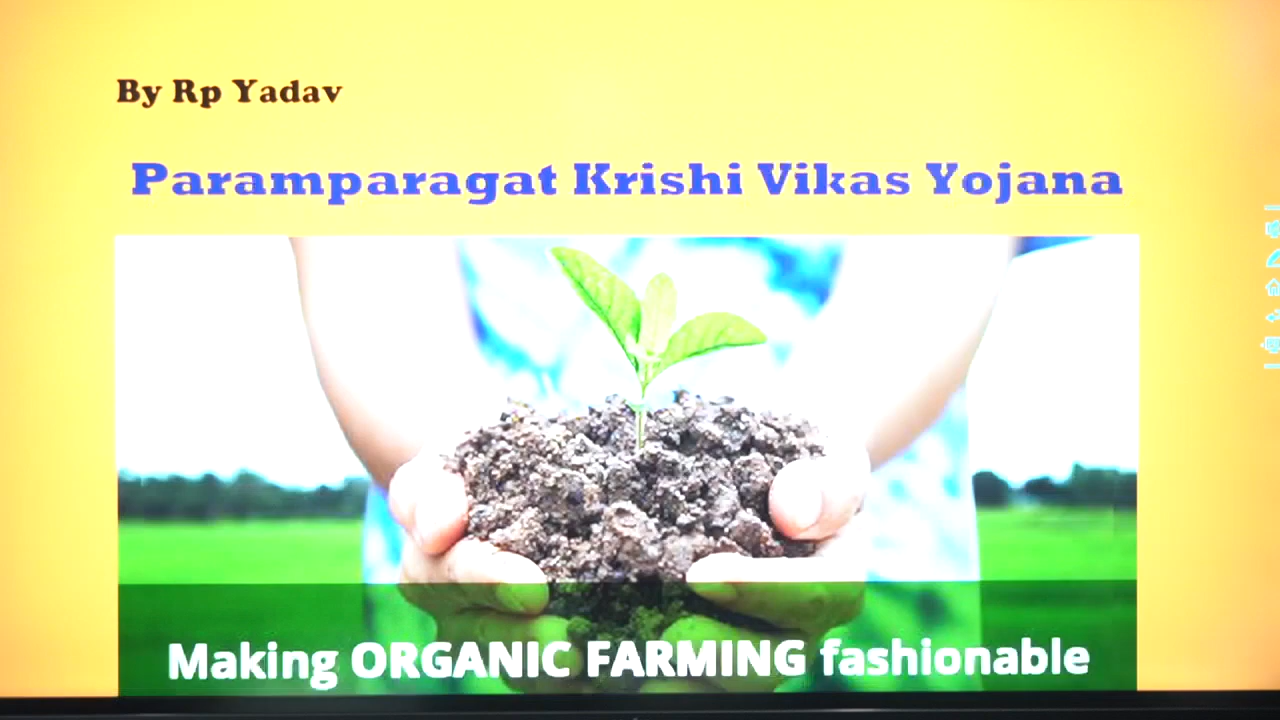 By Rp Yadav
Paramparagat Krishi Vikas Yojana
Making ORGANIC FARMING fashionable